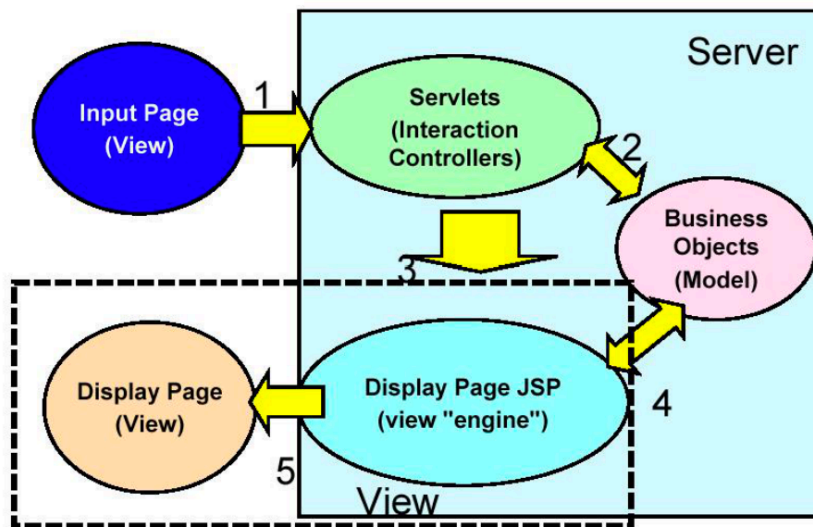 Server
Input Page
(View)
1
Servlets
(Interaction
Controllers)
2
Business
Objects
(Model)
3
Display Page
(View)
Display Page JSP
(view "engine")
4
5
View